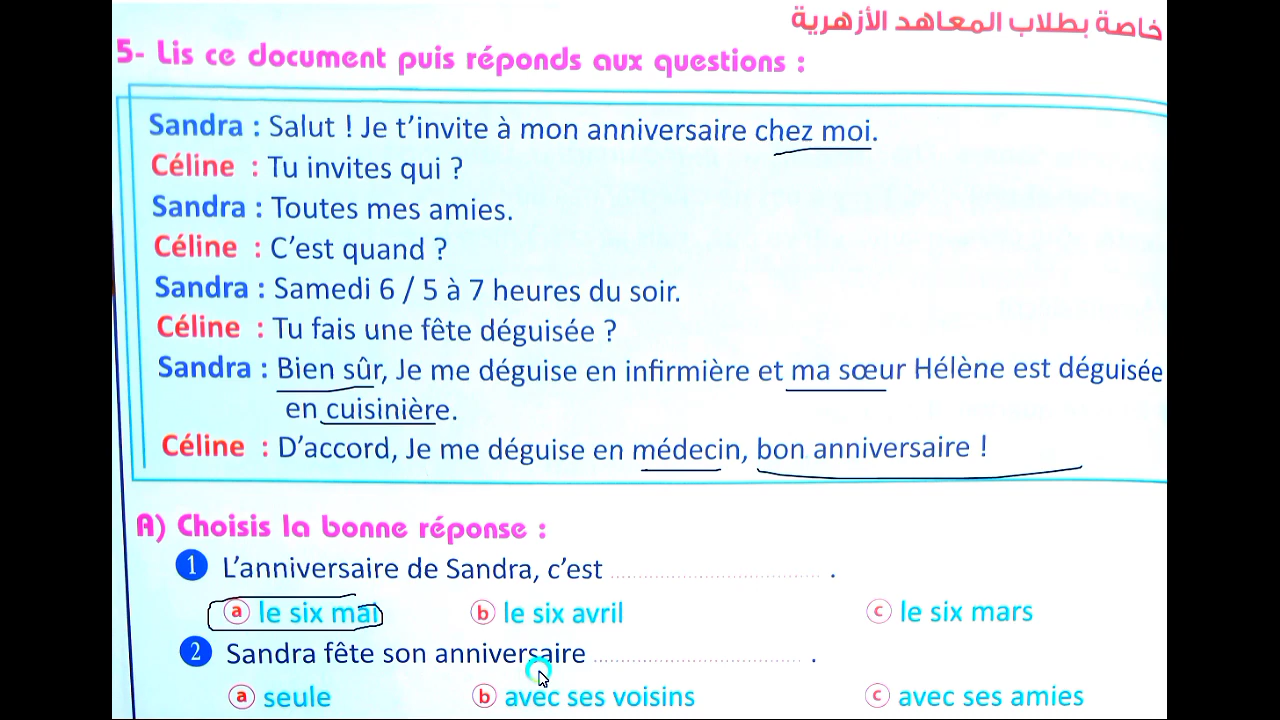 خاصة بطلاب المعاهد الأزهرية
5- Lis ce document puis réponds aux questions :
Sandra : Salut ! Je t'invite à mon anniversaire chez moi.
Céline : Tu invites qui ?
Sandra : Toutes mes amies.
Céline : C'est quand ?
Sandra : Samedi 6 / 5 à 7 heures du soir.
Céline : Tu fais une fête déguisée ?
Sandra : Bien sûr, Je me déguise en infirmière et ma sœur Hélène est déguisée
en cuisinière.
Céline : D'accord, Je me déguise en médecin, bon anniversaire !
A) Choisis la bonne réponse :
1 L'anniversaire de Sandra, c'est .................... .
a le six mai b le six avril c le six mars
2 Sandra fête son anniversaire .................... .
a seule b avec ses voisins c avec ses amies